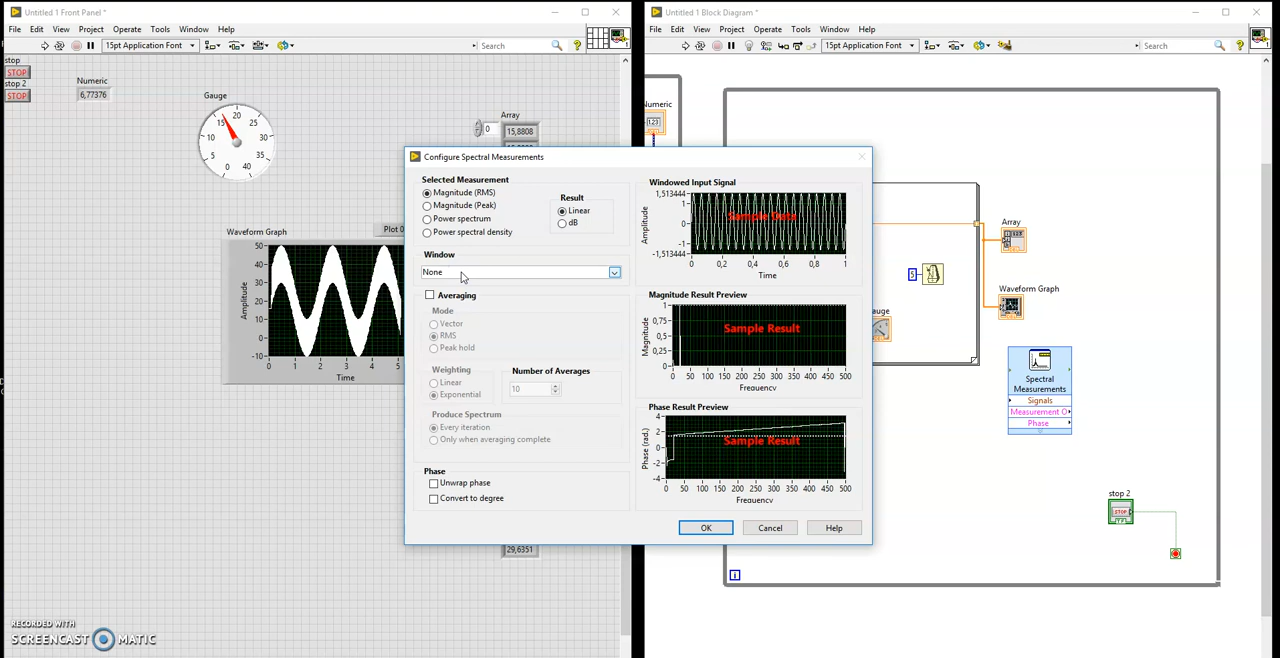 Untitled 1 Front Panel *
File Edit View Project Operate Tools Window Help
15pt Application Font
Search
stop
STOP
stop 2
STOP
Numeric
6,77376
Gauge
0 5 10 15 20 25 30 35 40
Array
0
15,8808
Waveform Graph
Plot 0
Amplitude
50
40
30
20
10
0
-10
0 1 2 3 4 5
Time
29,6351
RECORDED WITH
SCREENCAST MATIC
Configure Spectral Measurements
Selected Measurement
Magnitude (RMS)
Magnitude (Peak)
Power spectrum
Power spectral density
Result
Linear
dB
Window
None
Averaging
Mode
Vector
RMS
Peak hold
Weighting
Linear
Exponential
Number of Averages
10
Produce Spectrum
Every iteration
Only when averaging complete
Phase
Unwrap phase
Convert to degree
Windowed Input Signal
Amplitude
1,513444
1
0
-1
-1,513444
Sample Data
0 0,2 0,4 0,6 0,8 1
Time
Magnitude Result Preview
Magnitude
1
0,75
0,5
0,25
0
Sample Result
0 50 100 150 200 250 300 350 400 450 500
Frequency
Phase Result Preview
Phase (rad.)
4
2
0
-2
-4
Sample Result
0 50 100 150 200 250 300 350 400 450 500
Frequency
OK Cancel Help
Untitled 1 Block Diagram *
File Edit View Project Operate Tools Window Help
15pt Application Font
Search
Numeric
123
auge
5
Array
Waveform Graph
Spectral
Measurements
Signals
Measurement O
Phase
stop 2
STOP
TF
i